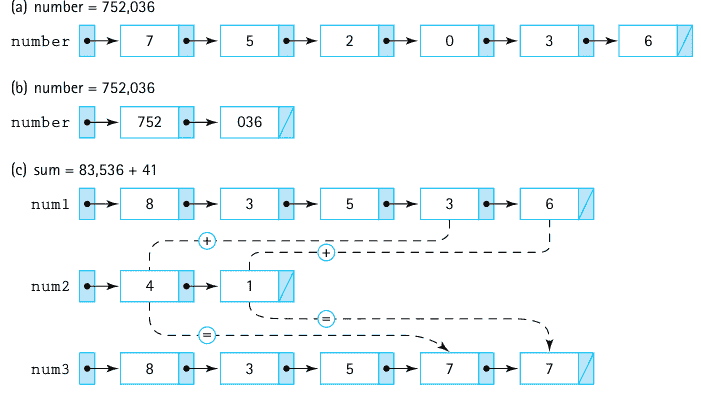 (a) number = 752,036
number 7 5 2 0 3 6
(b) number = 752,036
number 752 036
(c) sum = 83,536 + 41
num1 8 3 5 3 6
+ +
num2 4 1
= =
num3 8 3 5 7 7